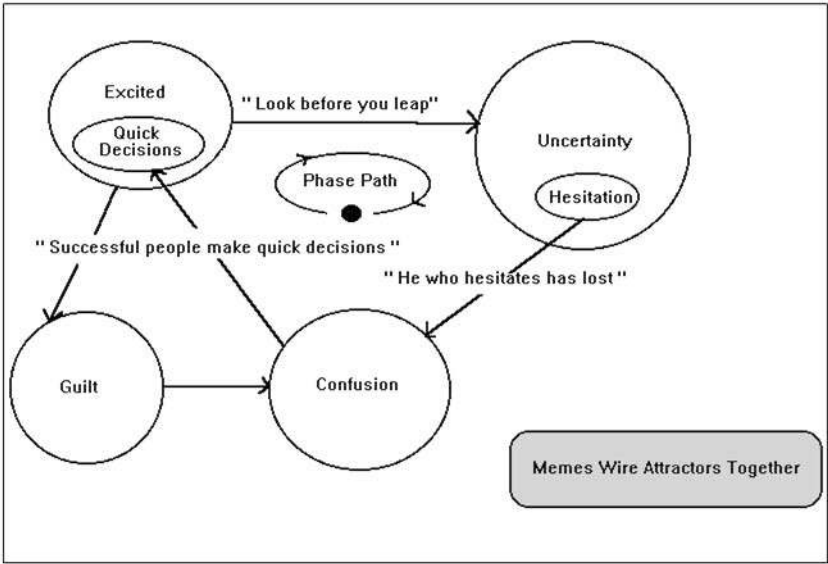 Excited
Quick
Decisions
" Look before you leap"
Uncertainty
Phase Path
Hesitation
" Successful people make quick decisions "
" He who hesitates has lost "
Guilt
Confusion
Memes Wire Attractors Together